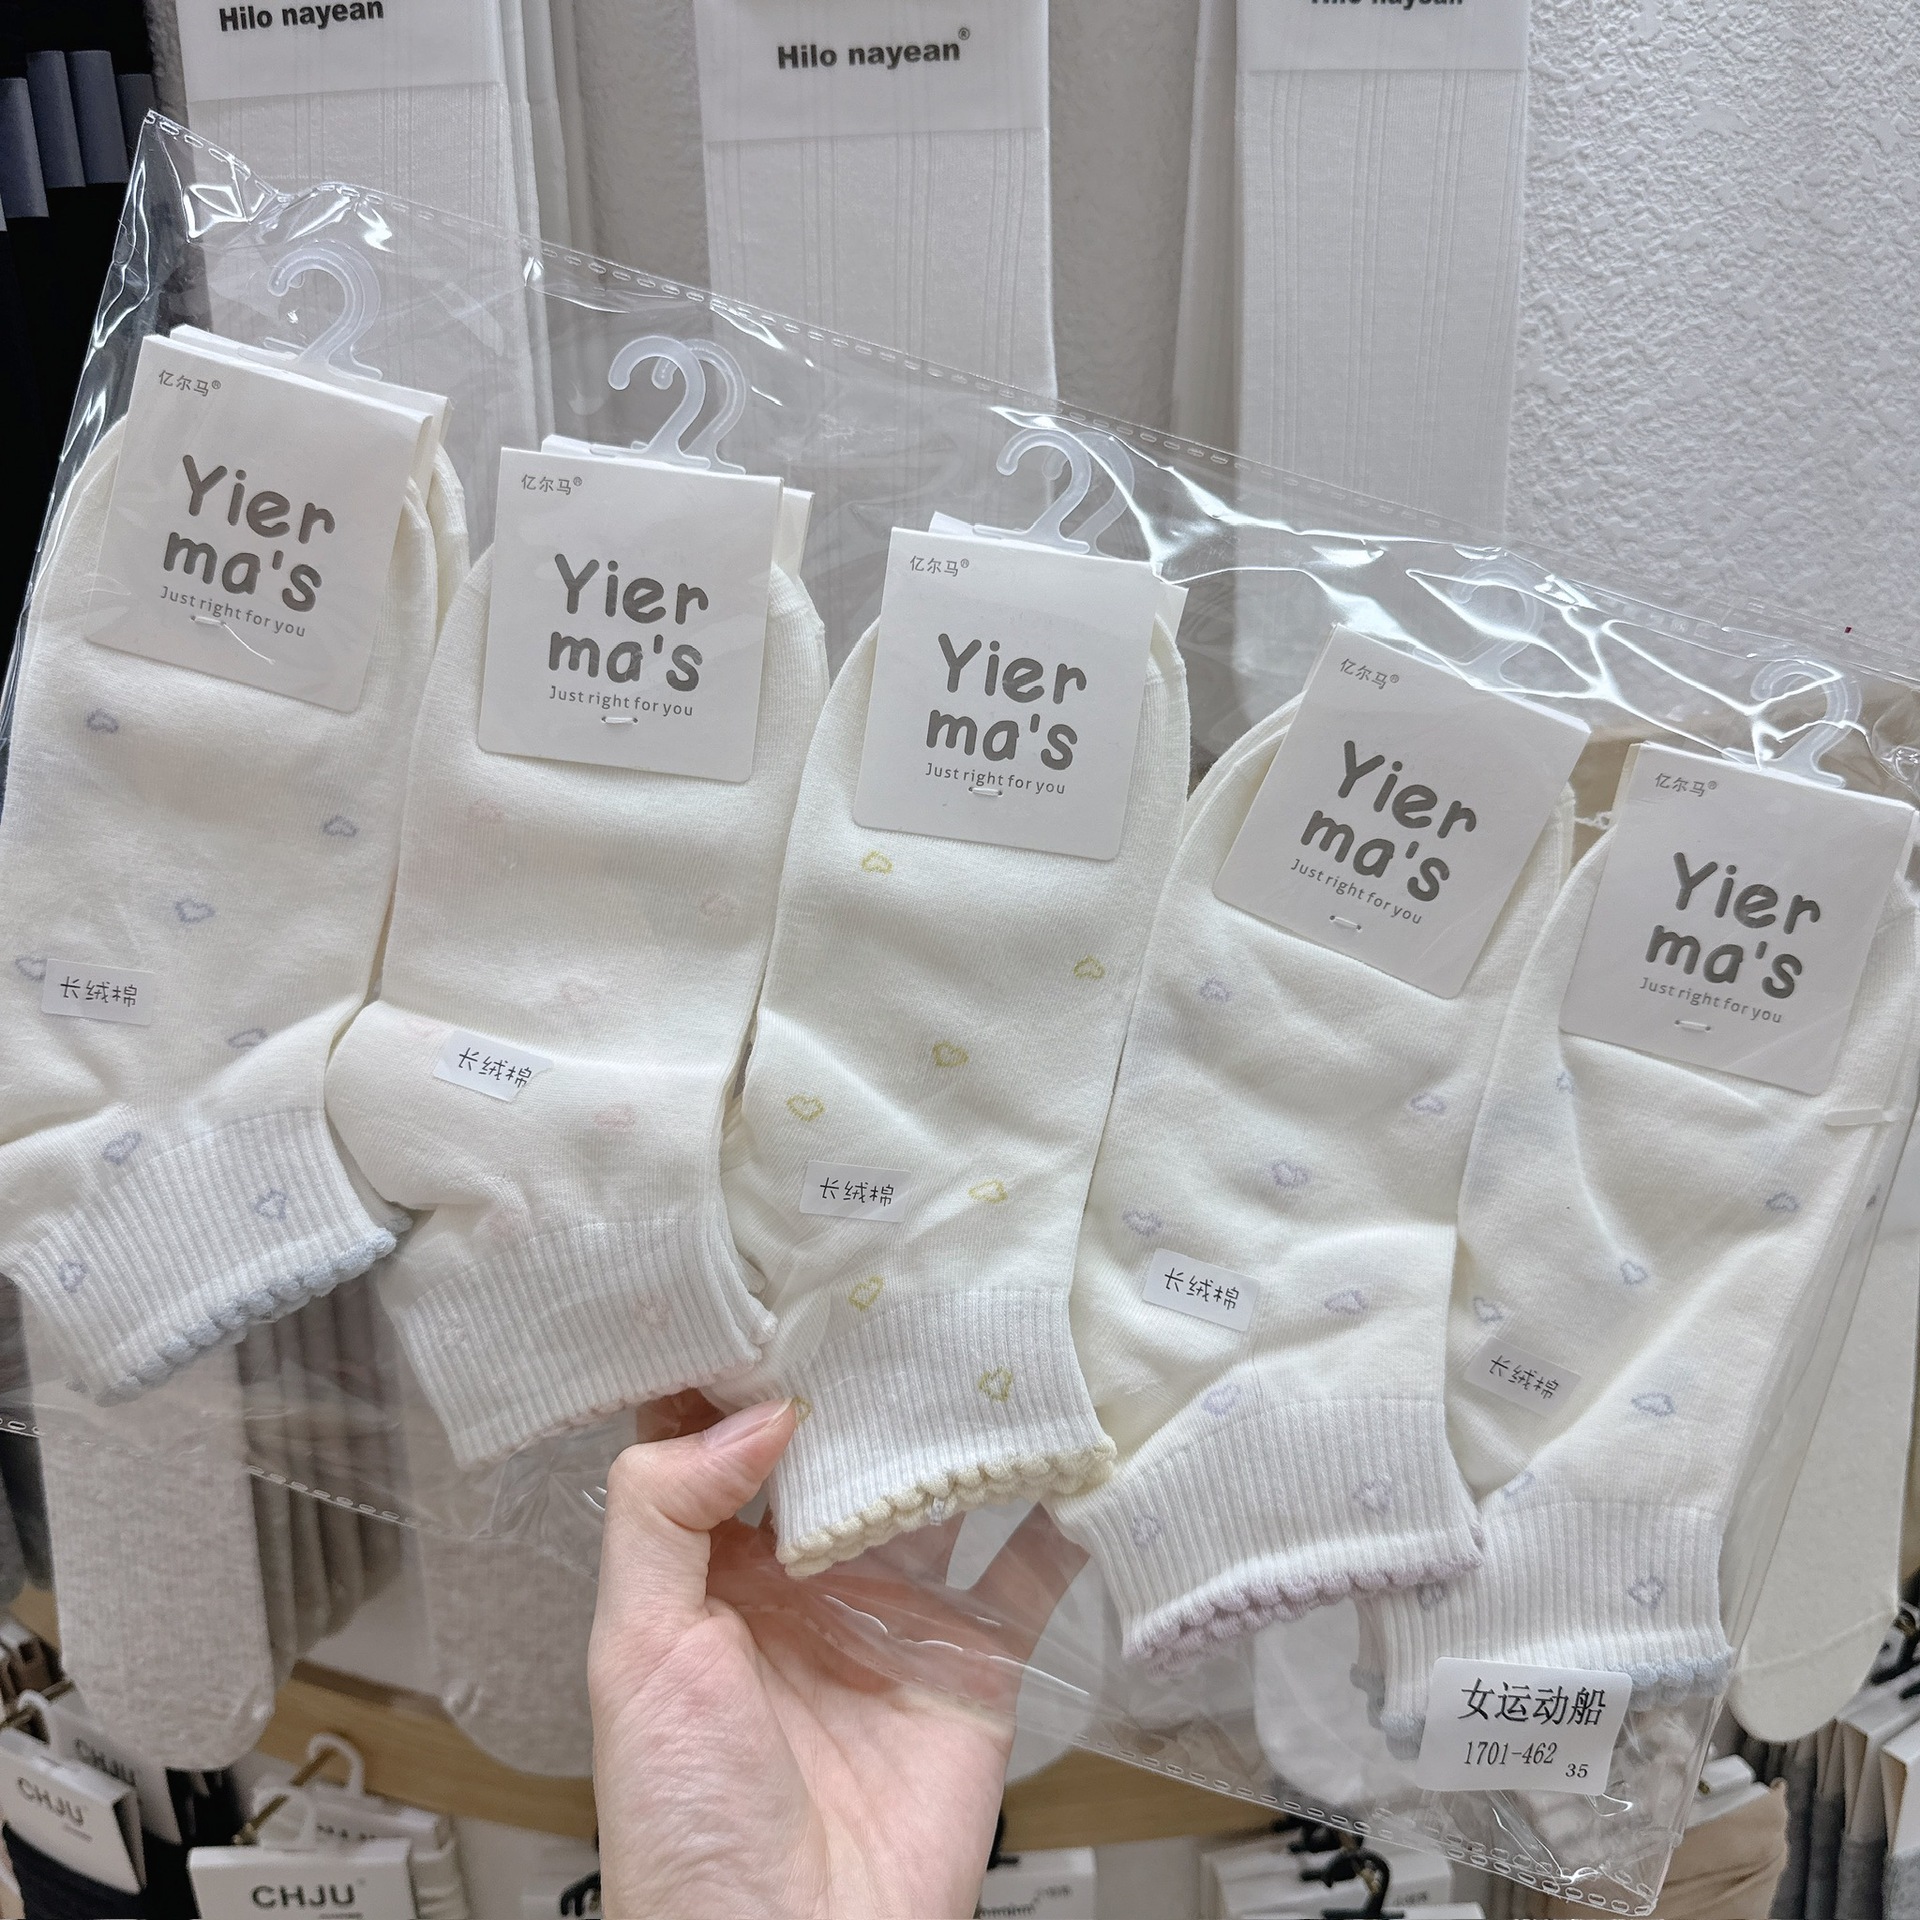 Hilo nayean
Hilo nayean®
Hilo nayean
亿尔马®
Yier
ma's
Just right for you
长绒棉
亿尔马®
Yier
ma's
Just right for you
长绒棉
亿尔马®
Yier
ma's
Just right for you
长绒棉
亿尔马®
Yier
ma's
Just right for you
长绒棉
亿尔马®
Yier
ma's
Just right for you
长绒棉
女运动船
1701-462 35
CHJU
CHJU
CHJU